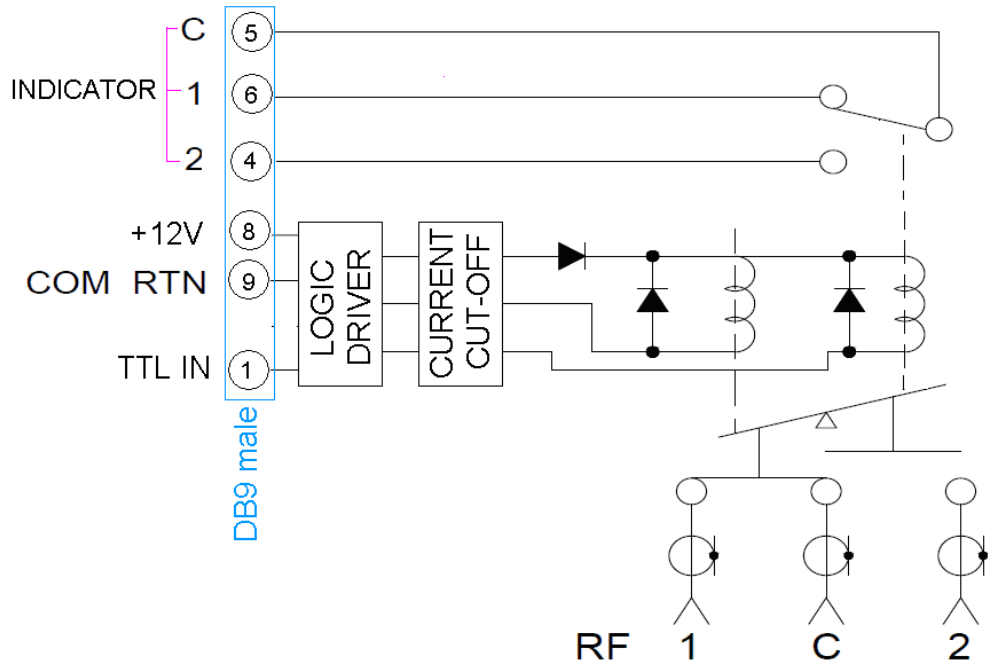 C 5
INDICATOR 1 6
2 4
+12V 8
COM RTN 9
TTL IN 1
LOGIC DRIVER
CURRENT CUT-OFF
DB9 male
RF 1 C 2